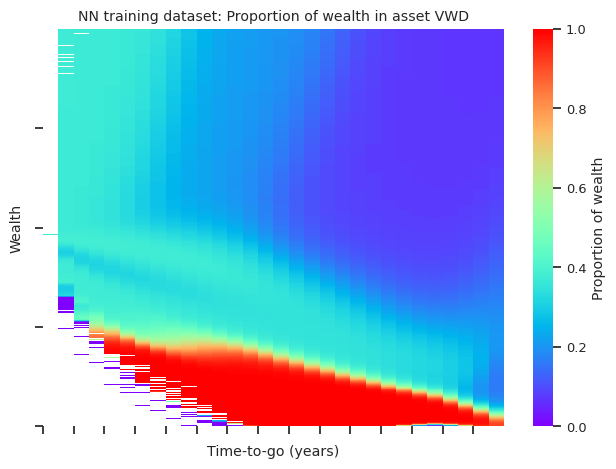 NN training dataset: Proportion of wealth in asset VWD
Wealth
Time-to-go (years)
1.0
0.8
0.6
0.4
0.2
0.0
Proportion of wealth